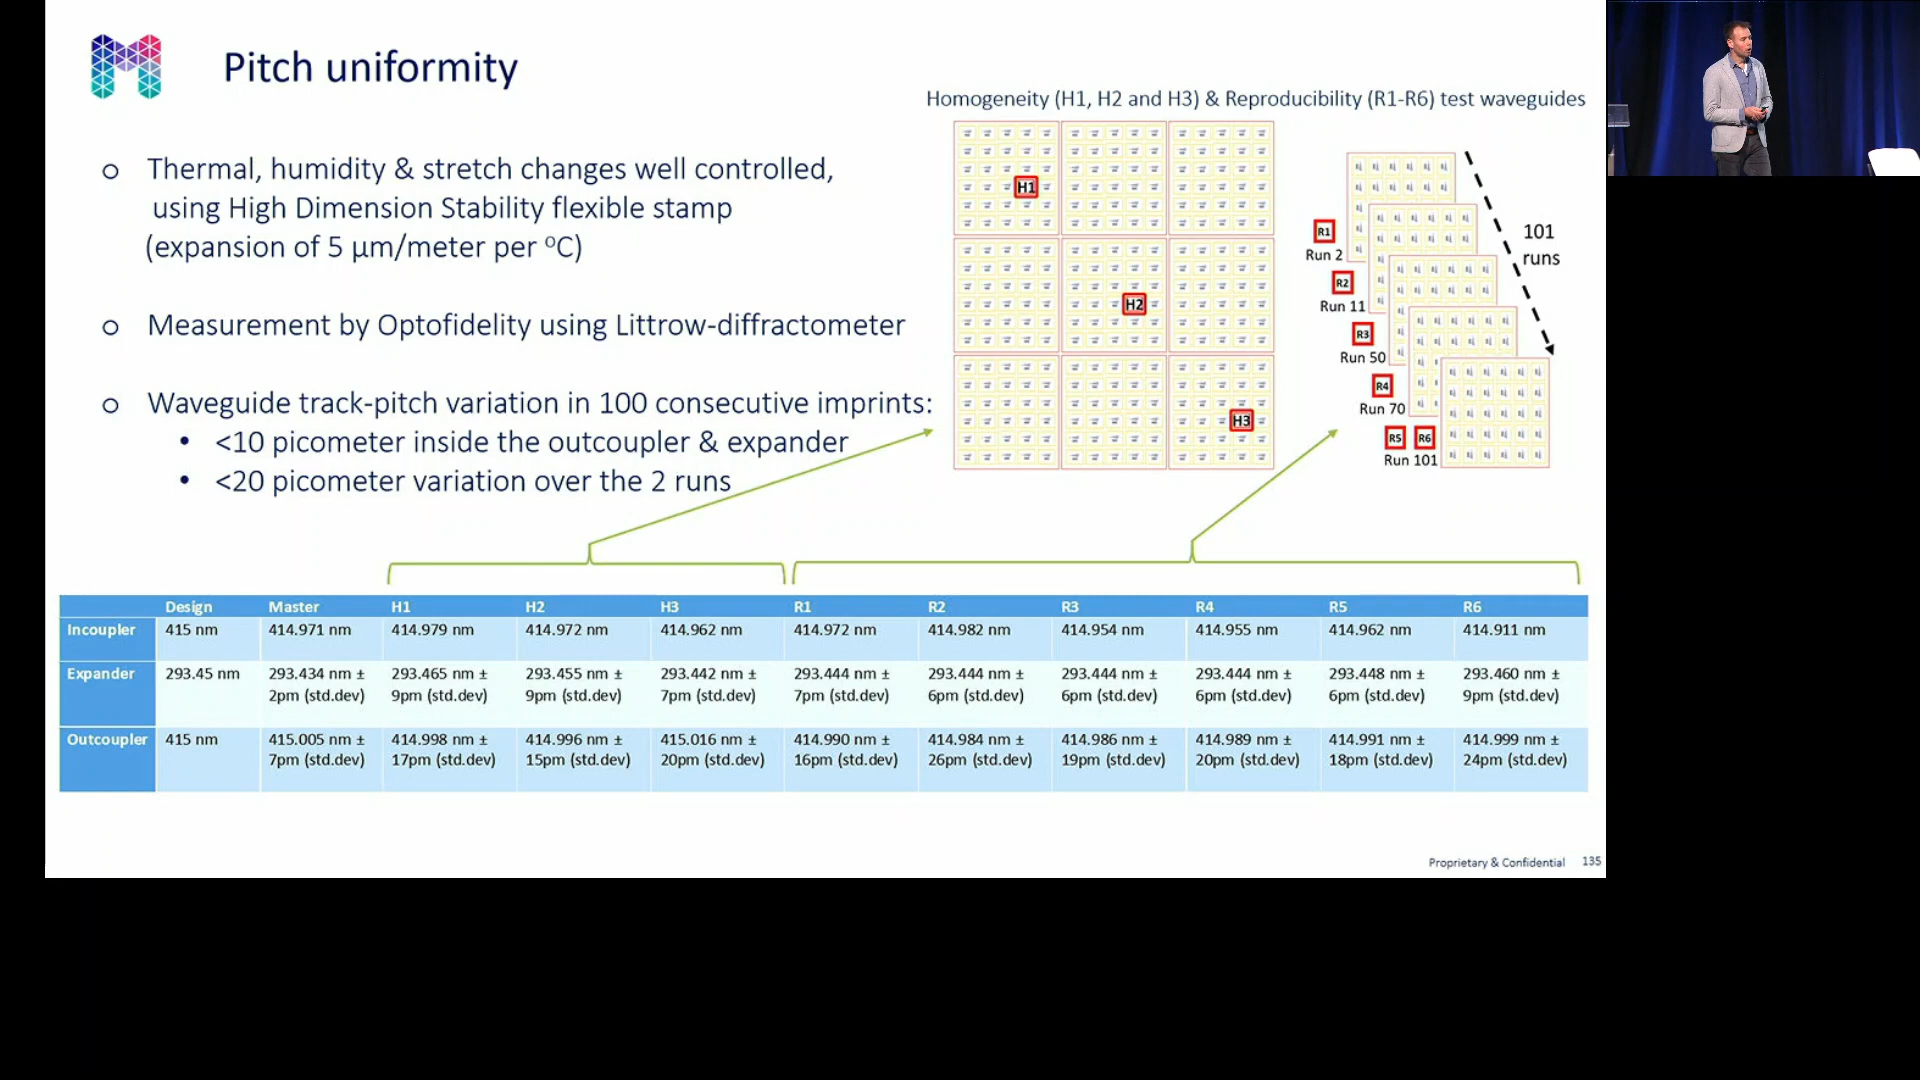 Pitch uniformity
Homogeneity (H1, H2 and H3) & Reproducibility (R1-R6) test waveguides
o Thermal, humidity & stretch changes well controlled,
using High Dimension Stability flexible stamp
(expansion of 5 µm/meter per ºC)
o Measurement by Optofidelity using Littrow-diffractometer
o Waveguide track-pitch variation in 100 consecutive imprints:
• <10 picometer inside the outcoupler & expander
• <20 picometer variation over the 2 runs
H1
H2
H3
R1
Run 2
R2
Run 11
R3
Run 50
R4
Run 70
R5 R6
Run 101
101
runs
Design Master H1 H2 H3 R1 R2 R3 R4 R5 R6
Incoupler 415 nm 414.971 nm 414.979 nm 414.972 nm 414.962 nm 414.972 nm 414.982 nm 414.954 nm 414.955 nm 414.962 nm 414.911 nm
Expander 293.45 nm 293.434 nm ± 293.465 nm ± 293.455 nm ± 293.442 nm ± 293.444 nm ± 293.444 nm ± 293.444 nm ± 293.444 nm ± 293.448 nm ± 293.460 nm ±
2pm (std.dev) 9pm (std.dev) 9pm (std.dev) 7pm (std.dev) 7pm (std.dev) 6pm (std.dev) 6pm (std.dev) 6pm (std.dev) 6pm (std.dev) 9pm (std.dev)
Outcoupler 415 nm 415.005 nm ± 414.998 nm ± 414.996 nm ± 415.016 nm ± 414.990 nm ± 414.984 nm ± 414.986 nm ± 414.989 nm ± 414.991 nm ± 414.999 nm ±
7pm (std.dev) 17pm (std.dev) 15pm (std.dev) 20pm (std.dev) 16pm (std.dev) 26pm (std.dev) 19pm (std.dev) 20pm (std.dev) 18pm (std.dev) 24pm (std.dev)
Proprietary & Confidential 135